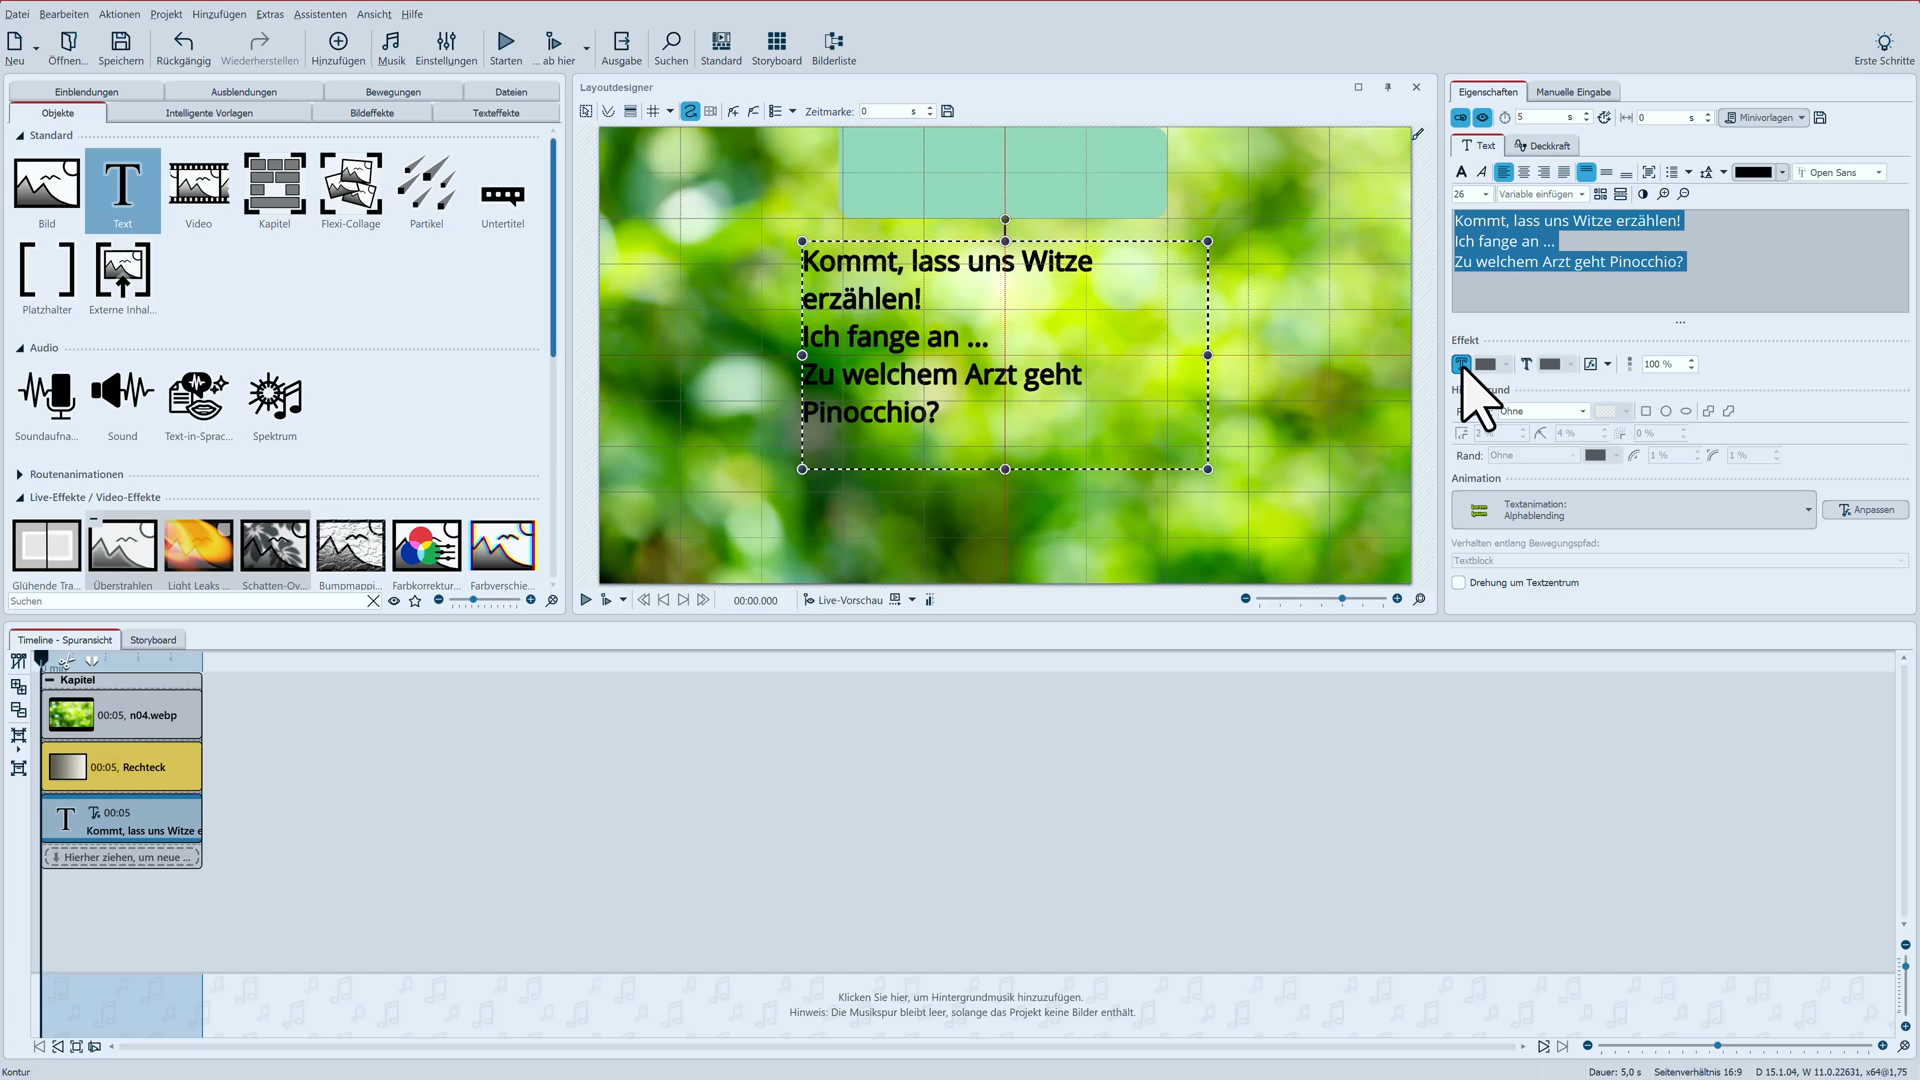 Datei Bearbeiten Aktionen Projekt Hinzufügen Extras Assistenten Ansicht Hilfe
Neu Öffnen... Speichern Rückgängig Wiederherstellen Hinzufügen Musik Einstellungen Starten ... ab hier Ausgabe Suchen Standard Storyboard Bilderliste Erste Schritte
Einblendungen Ausblendungen Bewegungen Dateien
Objekte Intelligente Vorlagen Bildeffekte Texteffekte
Standard
Bild Text Video Kapitel Flexi-Collage Partikel Untertitel
Platzhalter Externe Inhal...
Audio
Soundaufna... Sound Text-in-Sprac... Spektrum
Routenanimationen
Live-Effekte / Video-Effekte
Glühende Tra... Überstrahlen Light Leaks ... Schatten-Ov... Bumpmappi... Farbkorrektur... Farbverschie...
Suchen
Layoutdesigner
Zeitmarke: 0 s
Kommt, lass uns Witze
erzählen!
Ich fange an ...
Zu welchem Arzt geht
Pinocchio?
00:00.000 Live-Vorschau
Eigenschaften Manuelle Eingabe
5 s 0 s Minivorlagen
Text Deckkraft
Open Sans
26 Variable einfügen
Kommt, lass uns Witze erzählen!
Ich fange an ...
Zu welchem Arzt geht Pinocchio?
Effekt
100 %
Ohne
2 % 4 % 0 %
Rand: Ohne 1 % 1 %
Animation
Textanimation:
Alphablending
Anpassen
Verhalten entlang Bewegungspfad:
Textblock
Drehung um Textzentrum
Timeline - Spuransicht Storyboard
Kapitel
00:05, n04.webp
00:05, Rechteck
T 00:05
Kommt, lass uns Witze e
Hierher ziehen, um neue ...
Klicken Sie hier, um Hintergrundmusik hinzuzufügen.
Hinweis: Die Musikspur bleibt leer, solange das Projekt keine Bilder enthält.
Kontur
Dauer: 5,0 s Seitenverhältnis 16:9 D 15.1.04, W 11.0.22631, x64@1,75